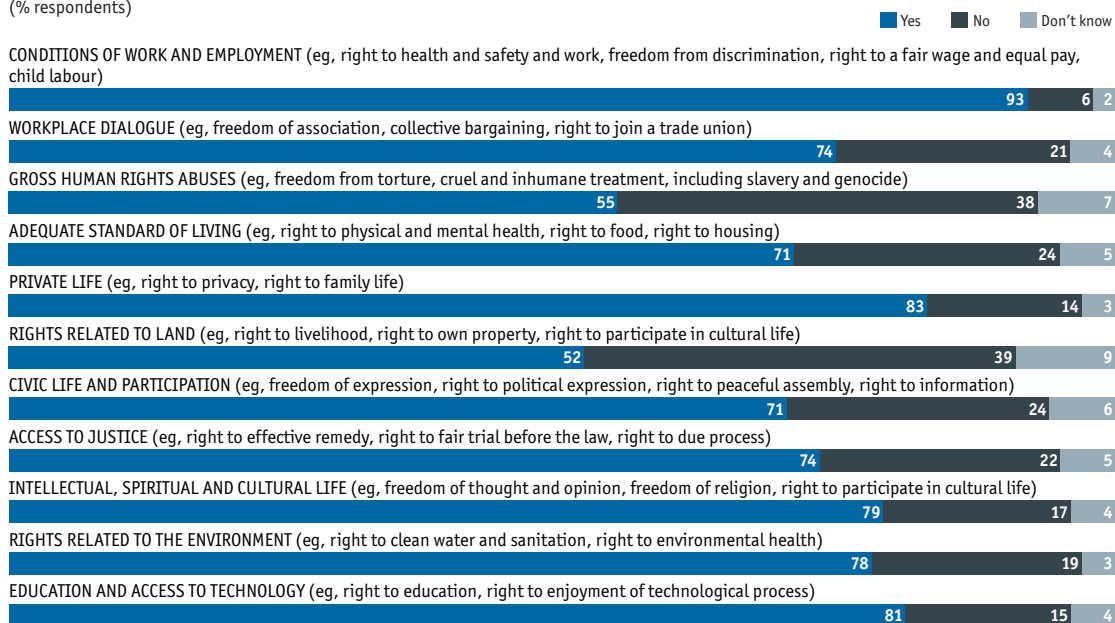 (% respondents)
Yes No Don't know
CONDITIONS OF WORK AND EMPLOYMENT (eg, right to health and safety and work, freedom from discrimination, right to a fair wage and equal pay,
child labour)
93 6 2
WORKPLACE DIALOGUE (eg, freedom of association, collective bargaining, right to join a trade union)
74 21 4
GROSS HUMAN RIGHTS ABUSES (eg, freedom from torture, cruel and inhumane treatment, including slavery and genocide)
55 38 7
ADEQUATE STANDARD OF LIVING (eg, right to physical and mental health, right to food, right to housing)
71 24 5
PRIVATE LIFE (eg, right to privacy, right to family life)
83 14 3
RIGHTS RELATED TO LAND (eg, right to livelihood, right to own property, right to participate in cultural life)
52 39 9
CIVIC LIFE AND PARTICIPATION (eg, freedom of expression, right to political expression, right to peaceful assembly, right to information)
71 24 6
ACCESS TO JUSTICE (eg, right to effective remedy, right to fair trial before the law, right to due process)
74 22 5
INTELLECTUAL, SPIRITUAL AND CULTURAL LIFE (eg, freedom of thought and opinion, freedom of religion, right to participate in cultural life)
79 17 4
RIGHTS RELATED TO THE ENVIRONMENT (eg, right to clean water and sanitation, right to environmental health)
78 19 3
EDUCATION AND ACCESS TO TECHNOLOGY (eg, right to education, right to enjoyment of technological process)
81 15 4